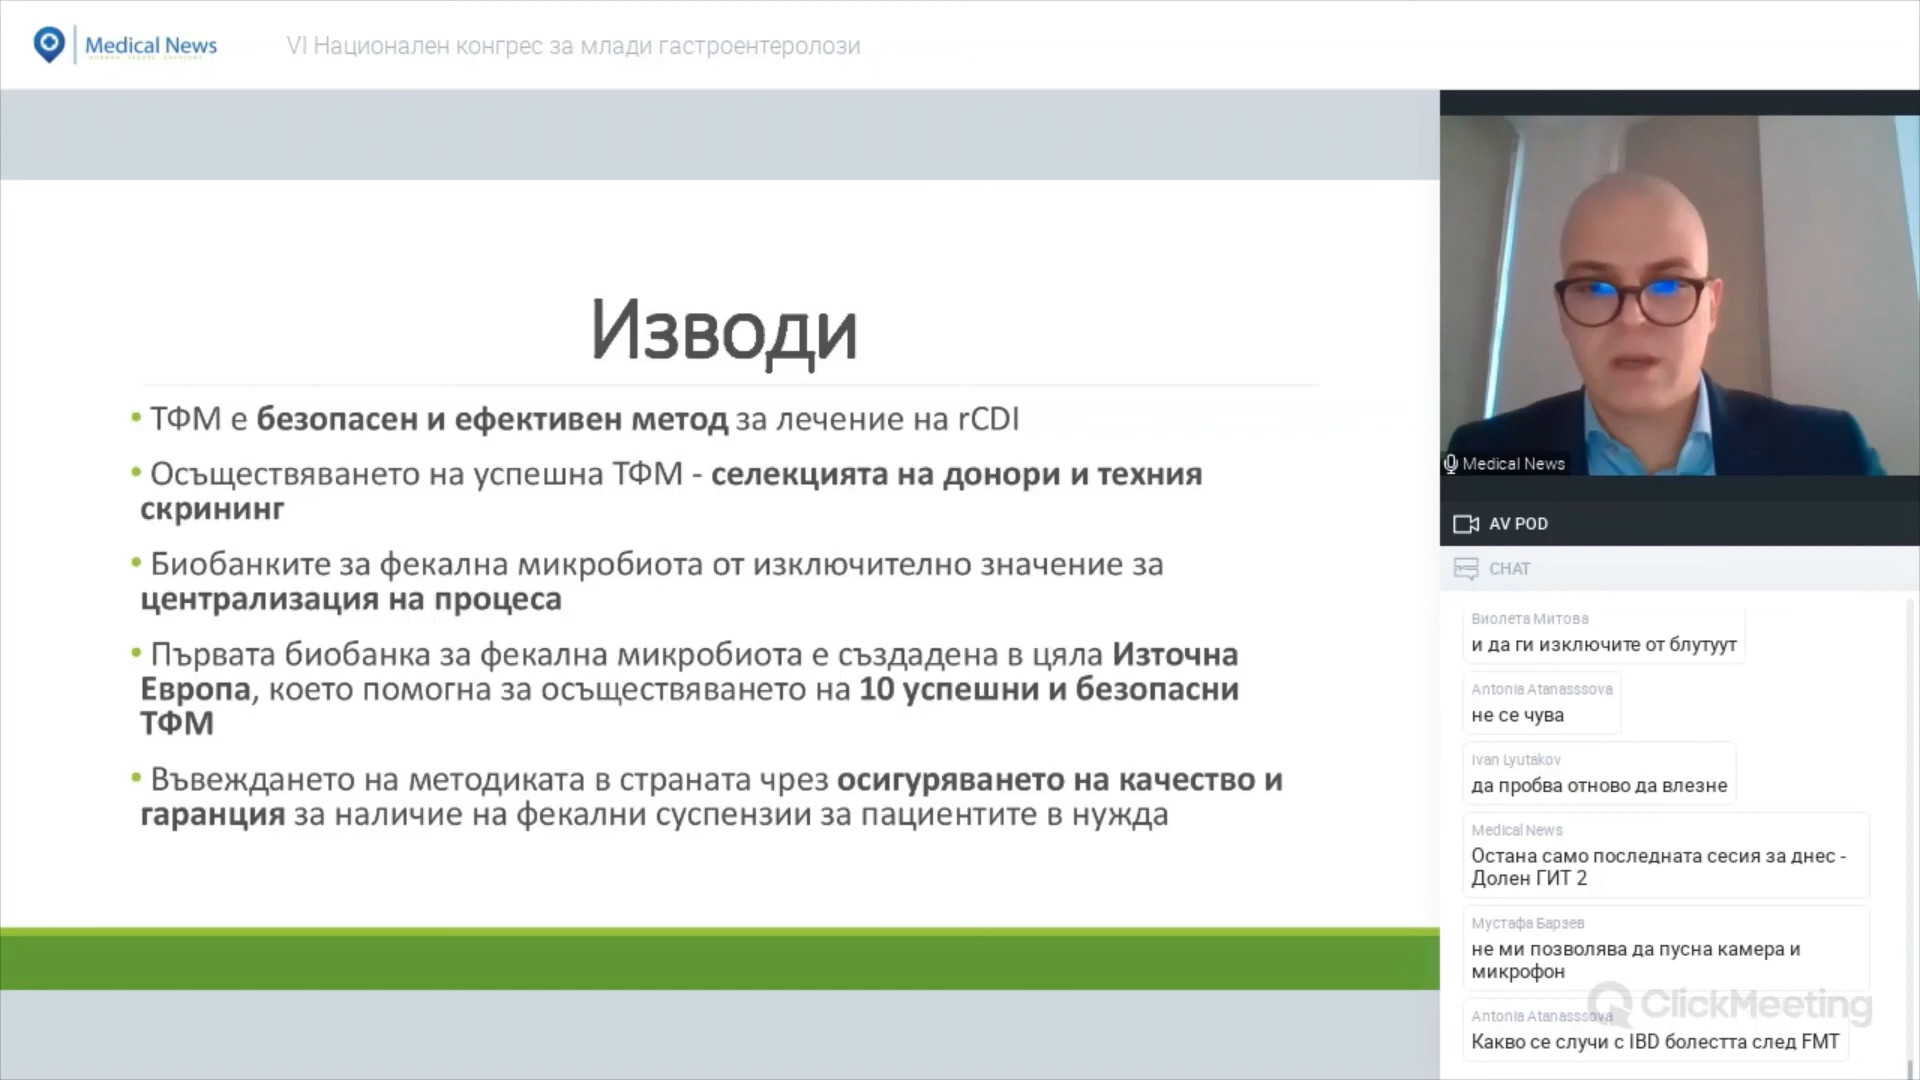 Medical News
VI Национален конгрес за млади гастроентеролози
Изводи
• ТФМ е безопасен и ефективен метод за лечение на rCDI
• Осъществяването на успешна ТФМ - селекцията на донори и техния
скрининг
• Биобанките за фекална микробиота от изключително значение за
централизация на процеса
• Първата биобанка за фекална микробиота е създадена в цяла Източна
Европа, което помогна за осъществяването на 10 успешни и безопасни
ТФМ
• Въвеждането на методиката в страната чрез осигуряването на качество и
гаранция за наличие на фекални суспензии за пациентите в нужда
Medical News
AV POD
CHAT
Виолета Митова
и да ги изключите от блутуут
Antonia Atanasssova
не се чува
Ivan Lyutakov
да пробва отново да влезне
Medical News
Остана само последната сесия за днес -
Долен ГИТ 2
Мустафа Барзев
не ми позволява да пусна камера и
микрофон
Antonia Atanasssova
Какво се случи с IBD болестта след FMT
ClickMeeting